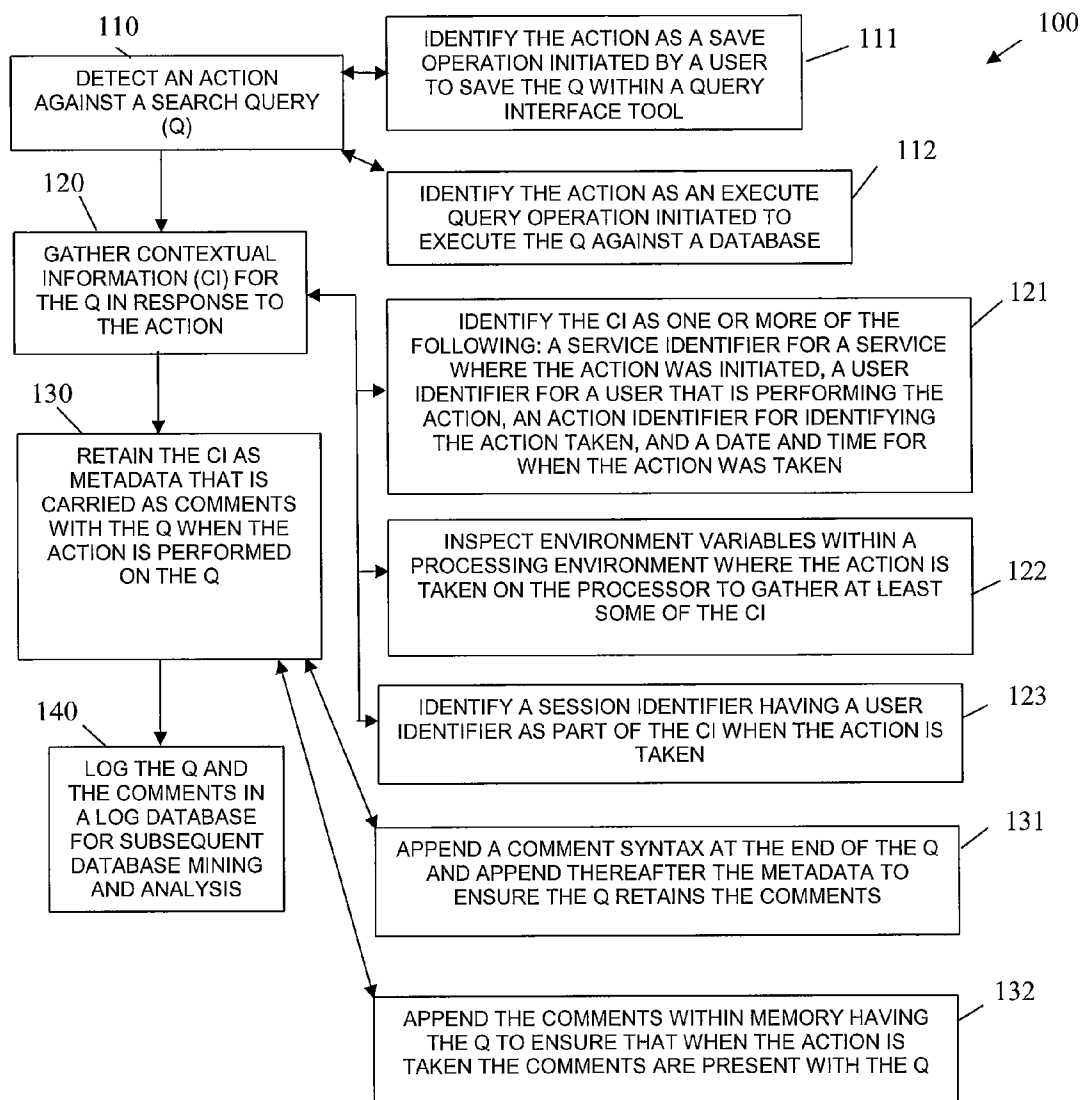 110
DETECT AN ACTION
AGAINST A SEARCH QUERY
(Q)
IDENTIFY THE ACTION AS A SAVE
OPERATION INITIATED BY A USER
TO SAVE THE Q WITHIN A QUERY
INTERFACE TOOL
111
100
112
IDENTIFY THE ACTION AS AN EXECUTE
QUERY OPERATION INITIATED TO
EXECUTE THE Q AGAINST A DATABASE
120
GATHER CONTEXTUAL
INFORMATION (CI) FOR
THE Q IN RESPONSE TO
THE ACTION
121
IDENTIFY THE CI AS ONE OR MORE OF THE
FOLLOWING: A SERVICE IDENTIFIER FOR A SERVICE
WHERE THE ACTION WAS INITIATED, A USER
IDENTIFIER FOR A USER THAT IS PERFORMING THE
ACTION, AN ACTION IDENTIFIER FOR IDENTIFYING
THE ACTION TAKEN, AND A DATE AND TIME FOR
WHEN THE ACTION WAS TAKEN
130
RETAIN THE CI AS
METADATA THAT IS
CARRIED AS COMMENTS
WITH THE Q WHEN THE
ACTION IS PERFORMED
ON THE Q
INSPECT ENVIRONMENT VARIABLES WITHIN A
PROCESSING ENVIRONMENT WHERE THE ACTION IS
TAKEN ON THE PROCESSOR TO GATHER AT LEAST
SOME OF THE CI
122
IDENTIFY A SESSION IDENTIFIER HAVING A USER
IDENTIFIER AS PART OF THE CI WHEN THE ACTION IS
TAKEN
123
140
LOG THE Q AND
THE COMMENTS IN
A LOG DATABASE
FOR SUBSEQUENT
DATABASE MINING
AND ANALYSIS
131
APPEND A COMMENT SYNTAX AT THE END OF THE Q
AND APPEND THEREAFTER THE METADATA TO
ENSURE THE Q RETAINS THE COMMENTS
132
APPEND THE COMMENTS WITHIN MEMORY HAVING
THE Q TO ENSURE THAT WHEN THE ACTION IS
TAKEN THE COMMENTS ARE PRESENT WITH THE Q